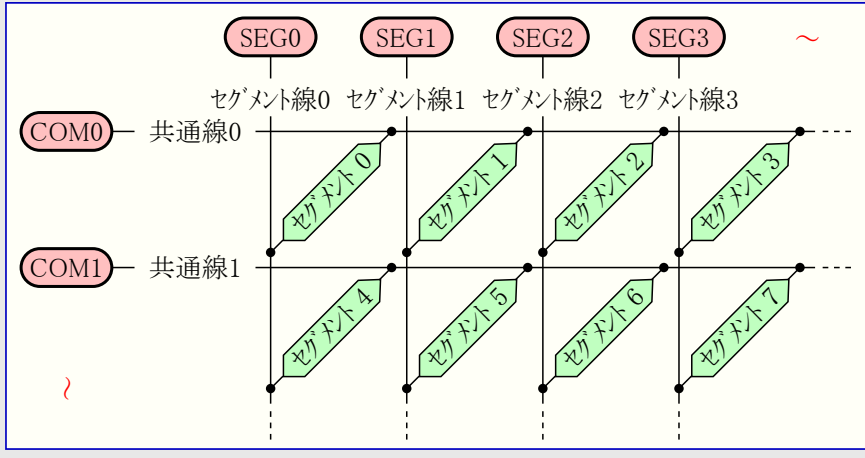 SEG0 SEG1 SEG2 SEG3 ～
セグメント線0 セグメント線1 セグメント線2 セグメント線3
COM0 共通線0
セグメント0 セグメント1 セグメント2 セグメント3
COM1 共通線1
セグメント4 セグメント5 セグメント6 セグメント7
～